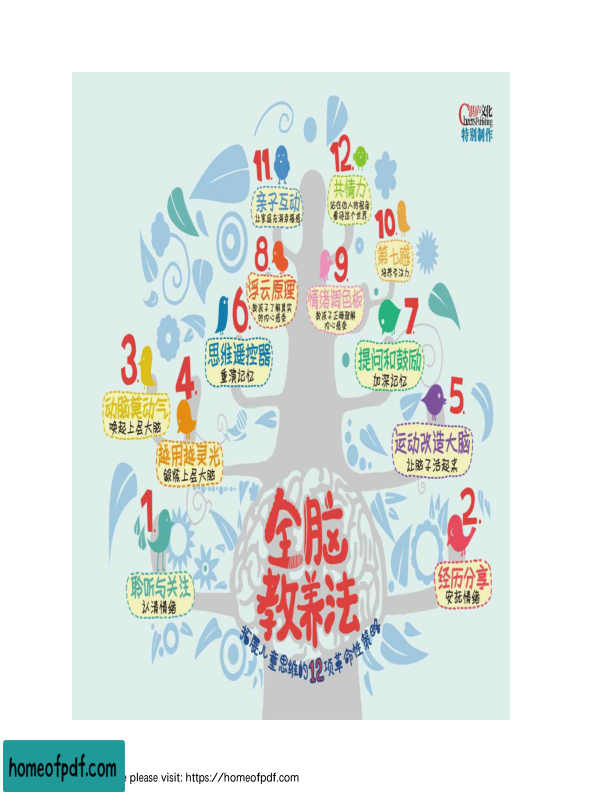 湛庐文化
Cheers Publishing
特别制作
11.
亲子互动
让家庭充满幸福感
12.
共情力
站在他人的程度
看待这个世界
10.
第七感
培养专注力
8.
浮云原理
教孩子了解真实
的内心感受
9.
情绪调色板
教孩子正确理解
内心感受
6.
思维遥控器
重演记忆
7.
提问和鼓励
加深记忆
3.
动脑莫动气
唤起上层大脑
4.
越用越灵光
锻炼上层大脑
5.
运动改造大脑
让脑子活起来
1.
聆听与关注
认清情绪
2.
经历分享
安抚情绪
全脑
教养法
拓展儿童思维的12项革命性策略
homeofpdf.com
please visit: https://homeofpdf.com